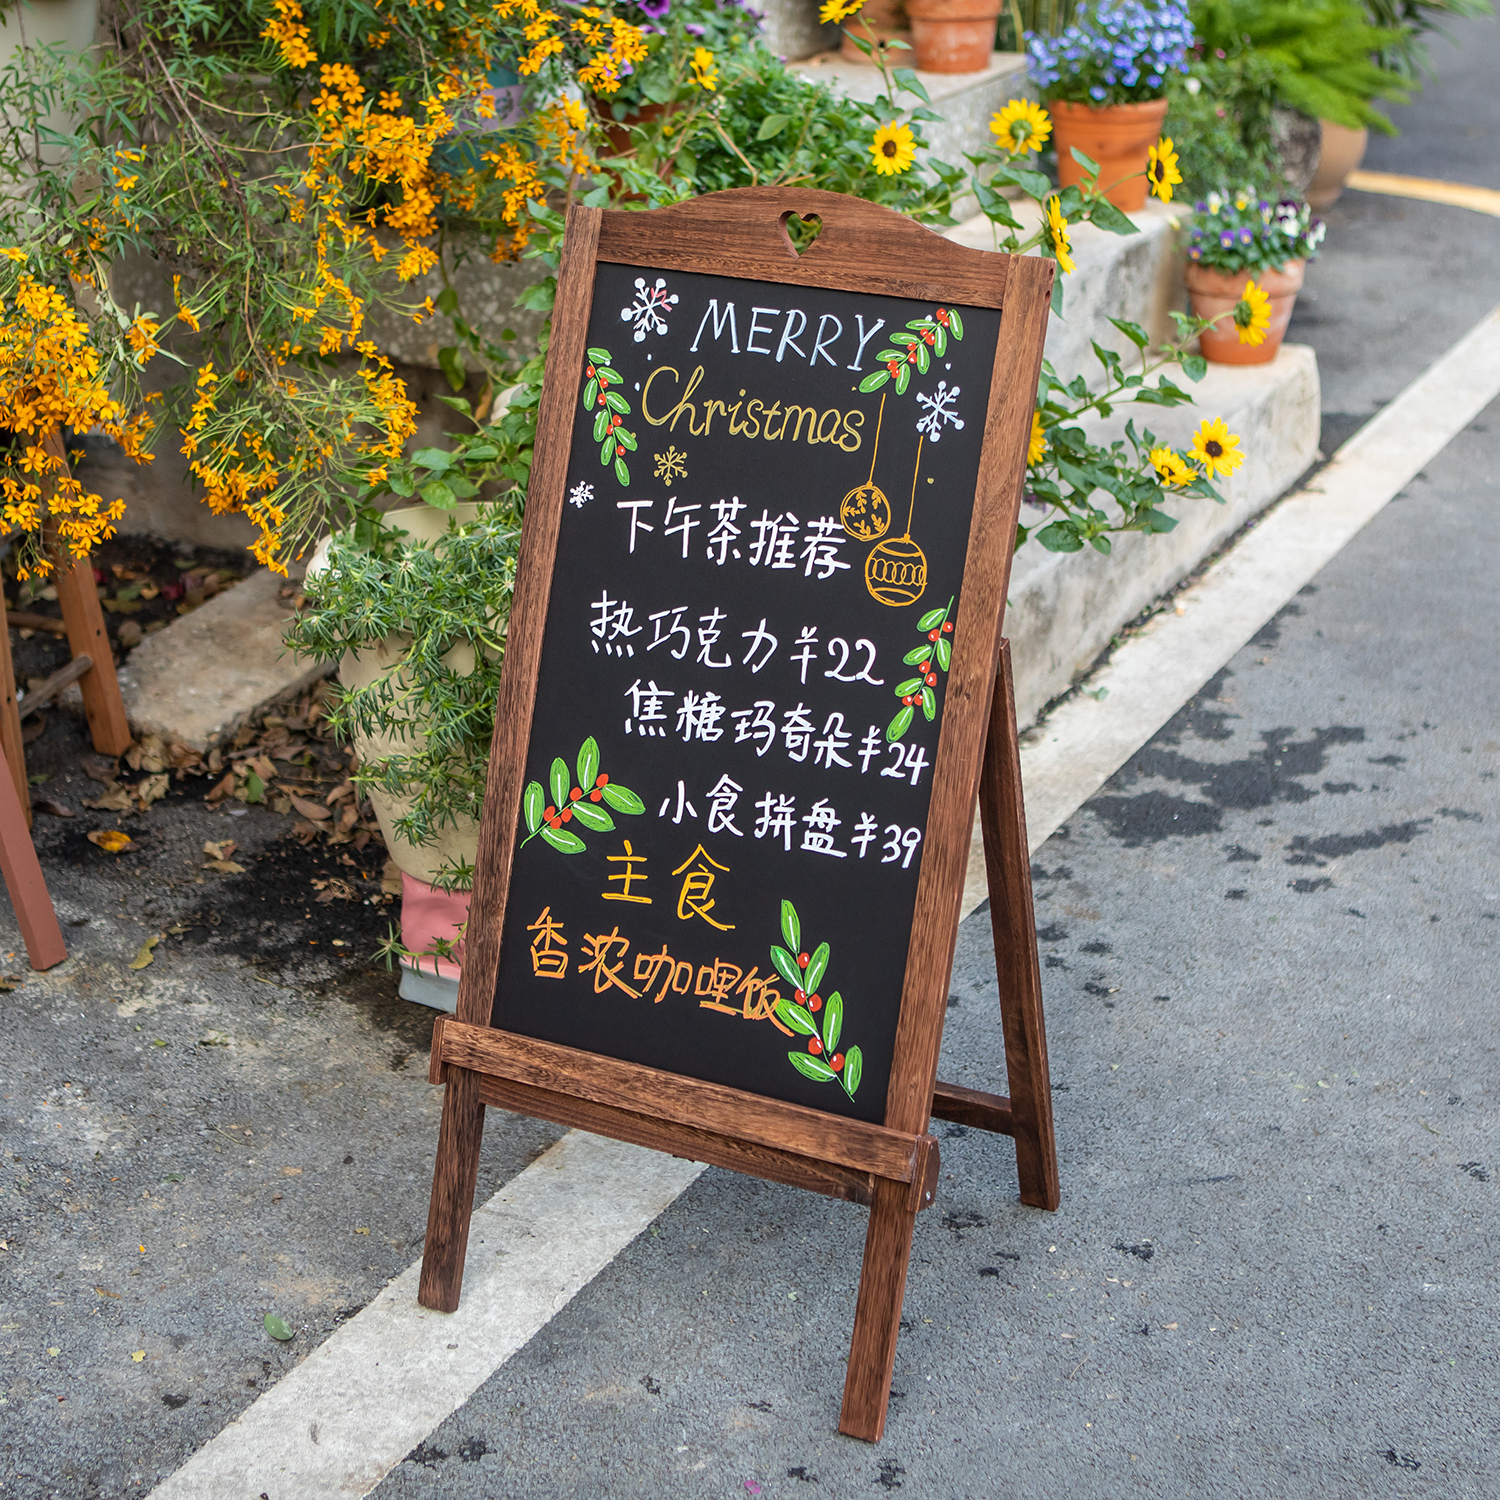 MERRY
Christmas
下午茶推荐
热巧克力¥22
焦糖玛奇朵¥24
小食拼盘¥39
主食
香浓咖哩饭